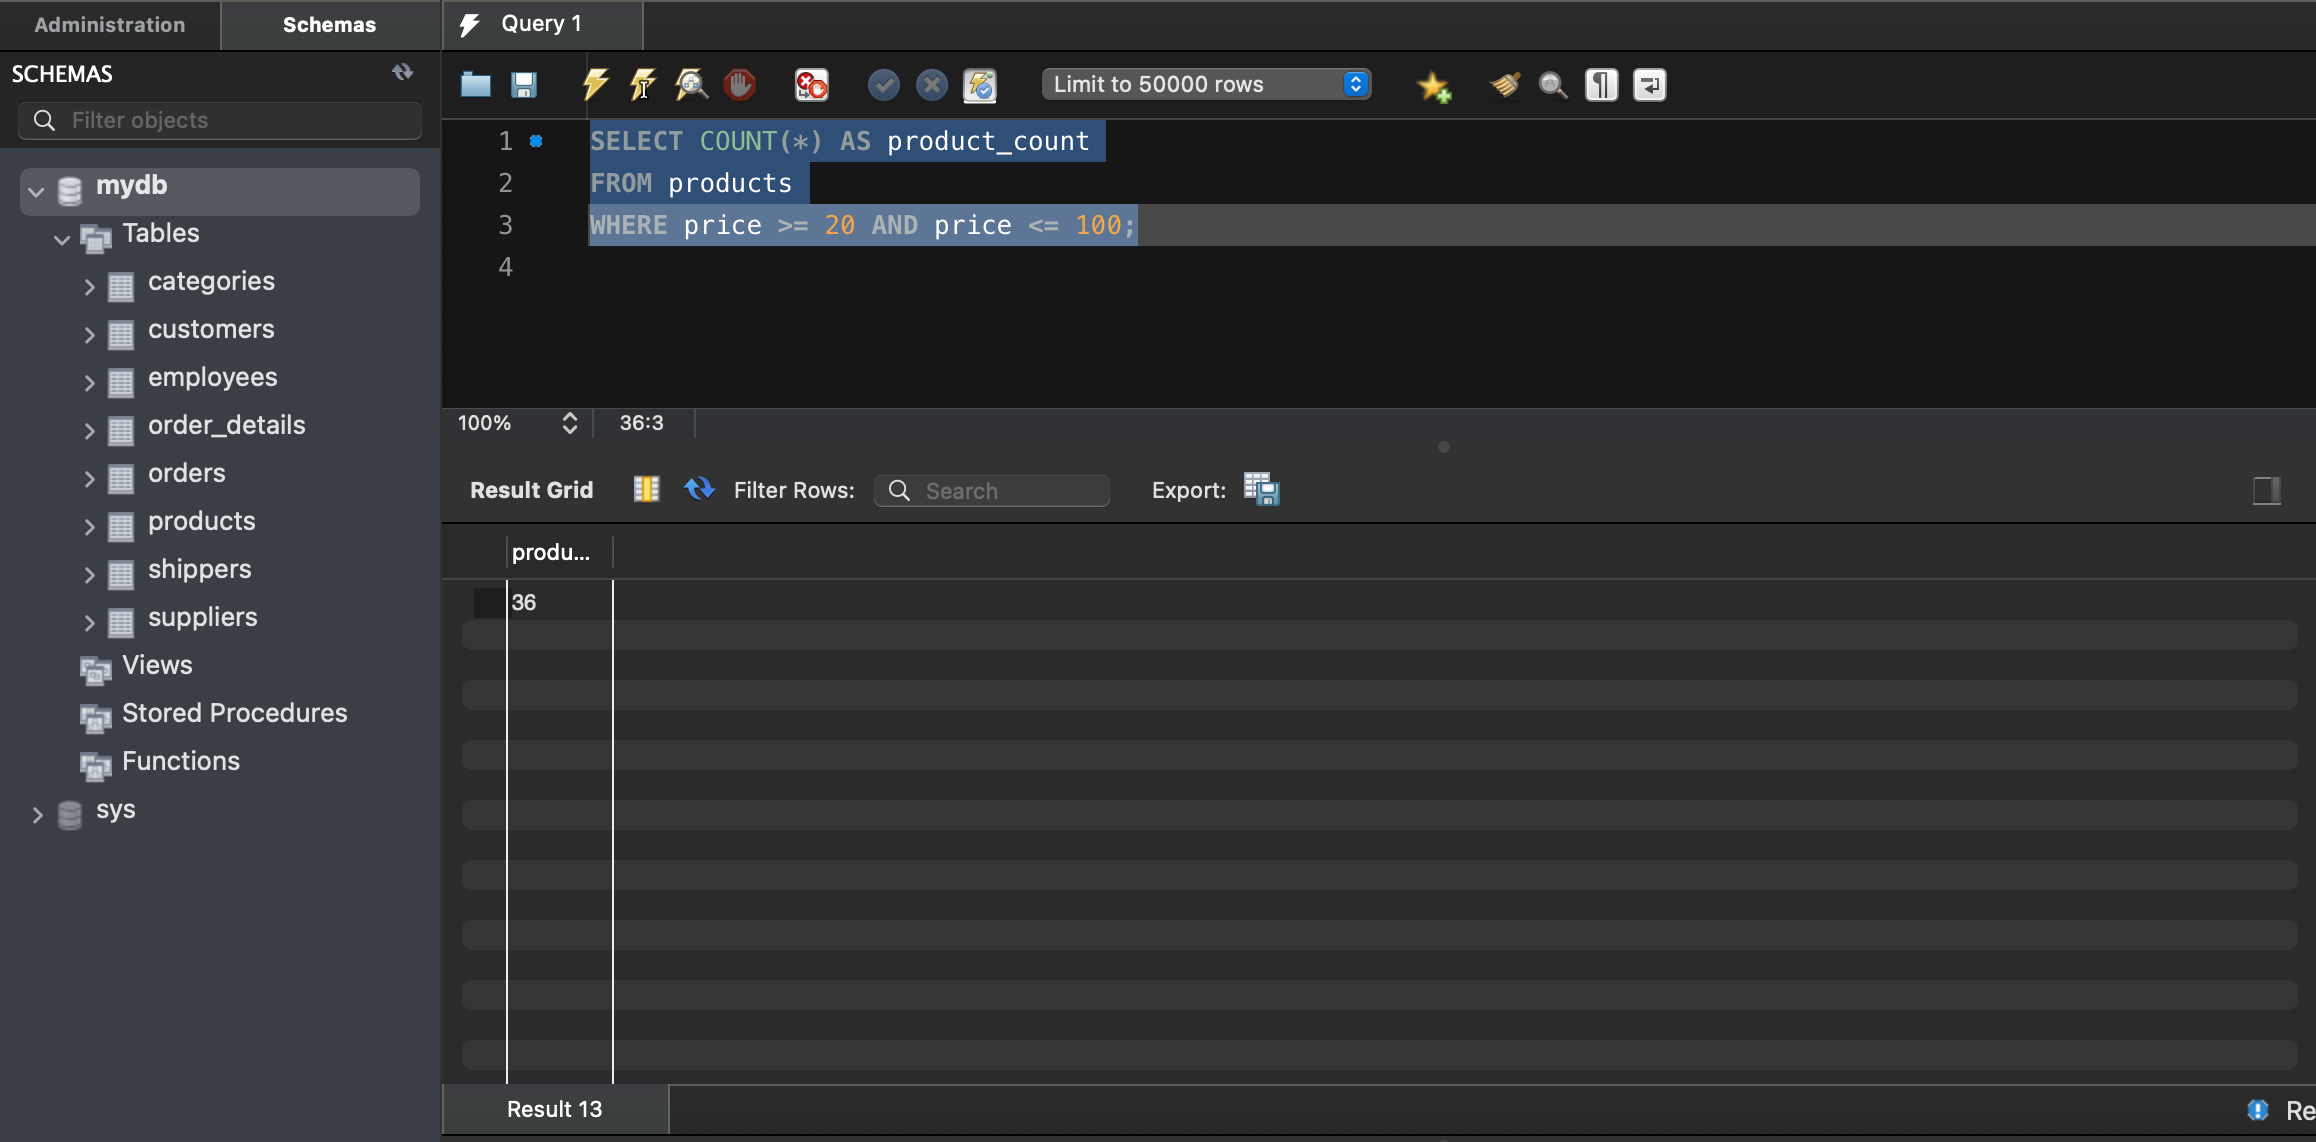 Administration
Schemas
Query 1
SCHEMAS
Filter objects
Limit to 50000 rows
mydb
Tables
categories
customers
employees
order_details
orders
products
shippers
suppliers
Views
Stored Procedures
Functions
sys
1 SELECT COUNT(*) AS product_count
2 FROM products
3 WHERE price >= 20 AND price <= 100;
4
100% 36:3
Result Grid Filter Rows: Search Export:
produ...
36
Result 13
Re